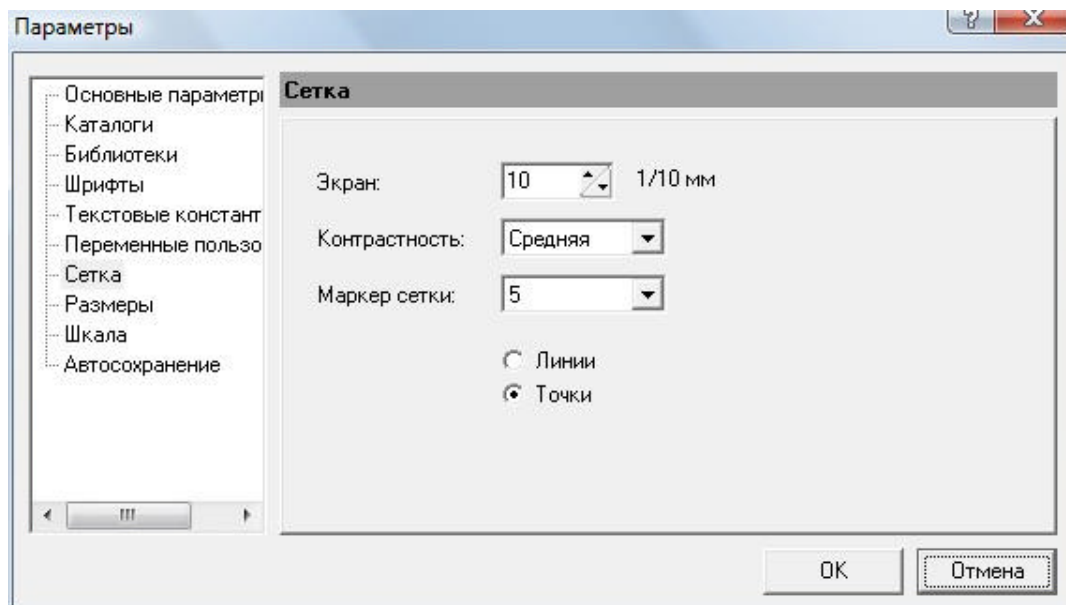 Параметры
Основные параметры
Каталоги
Библиотеки
Шрифты
Текстовые констант
Переменные пользо
Сетка
Размеры
Шкала
Автосохранение
Сетка
Экран: 10 1/10 мм
Контрастность: Средняя
Маркер сетки: 5
Линии
Точки
OK Отмена